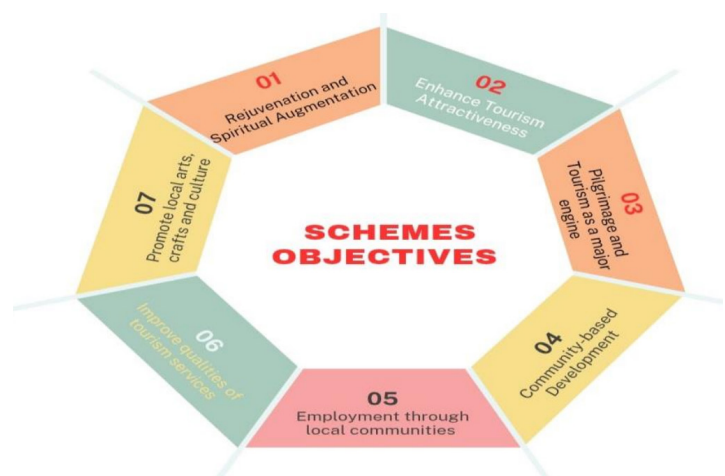 SCHEMES
OBJECTIVES
01
Rejuvenation and
Spiritual Augmentation
02
Enhance Tourism
Attractiveness
03
Pilgrimage and
Tourism as a major
engine
04
Community-based
Development
05
Employment through
local communities
06
Improve qualities of
tourism services
07
Promote local arts,
crafts and culture